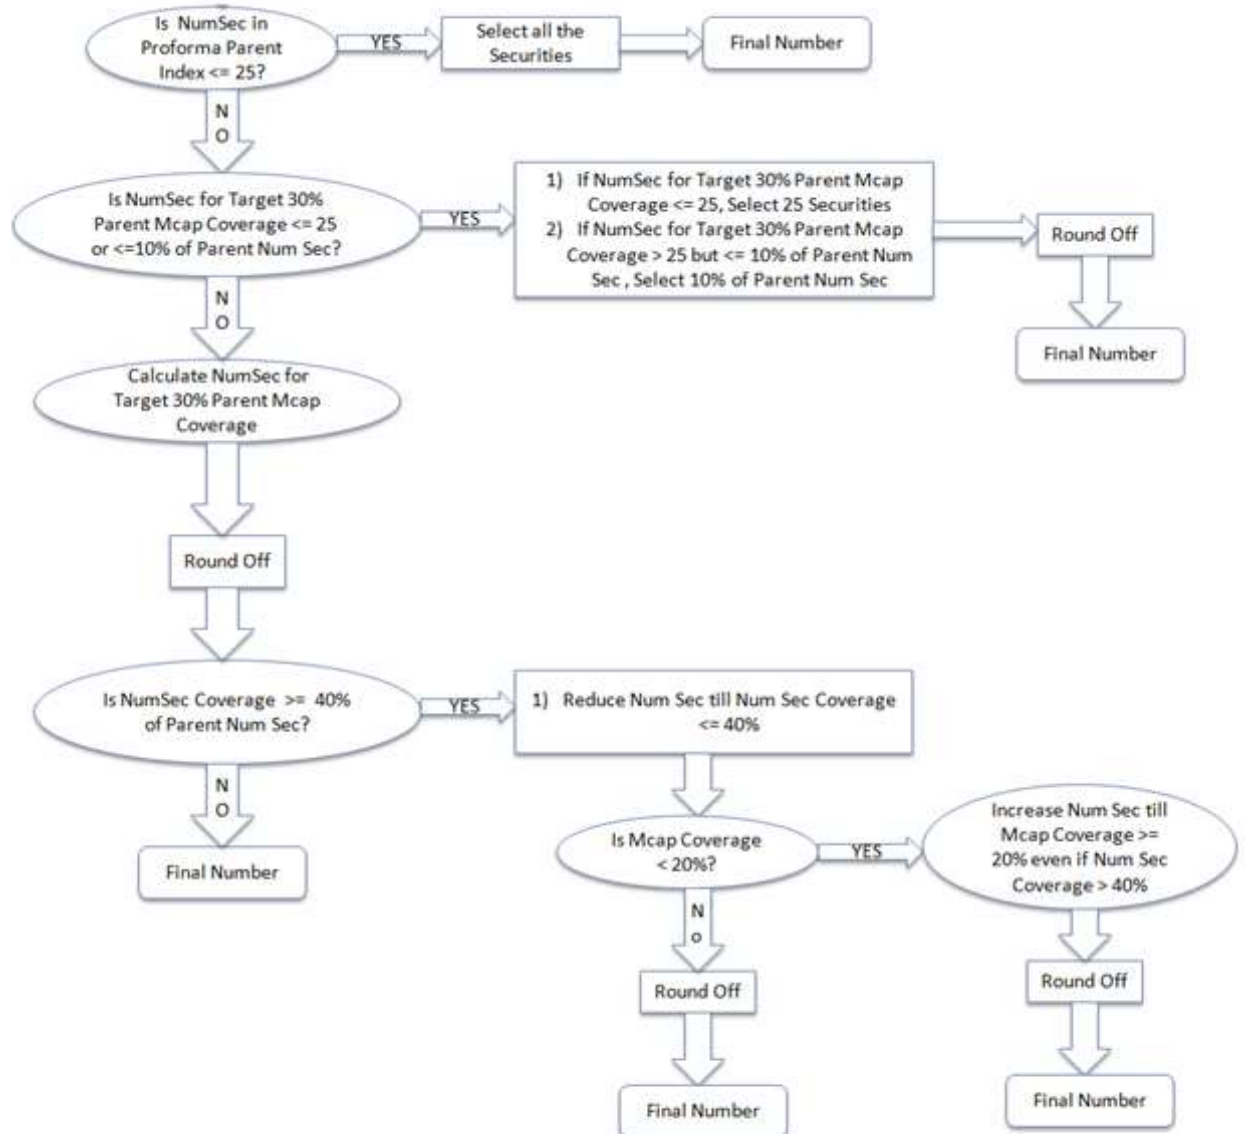 Is NumSec in
Proforma Parent
Index <= 25?
YES
Select all the
Securities
Final Number
N
O
Is NumSec for Target 30%
Parent Mcap Coverage <= 25
or <=10% of Parent Num Sec?
YES
1) If NumSec for Target 30% Parent Mcap
Coverage <= 25, Select 25 Securities
2) If NumSec for Target 30% Parent Mcap
Coverage > 25 but <= 10% of Parent Num
Sec , Select 10% of Parent Num Sec
Round Off
Final Number
N
O
Calculate NumSec for
Target 30% Parent Mcap
Coverage
Round Off
Is NumSec Coverage >= 40%
of Parent Num Sec?
YES
1) Reduce Num Sec till Num Sec Coverage
<= 40%
N
O
Final Number
Is Mcap Coverage
< 20%?
YES
Increase Num Sec till
Mcap Coverage >=
20% even if Num Sec
Coverage > 40%
N
o
Round Off
Final Number
Round Off
Final Number